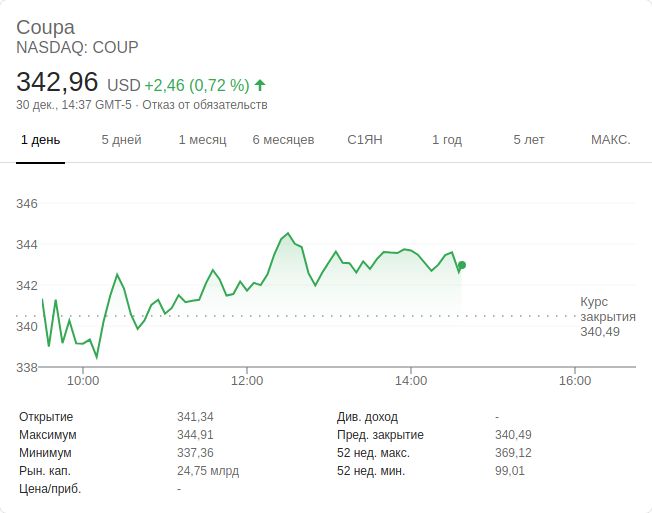 Coupa
NASDAQ: COUP
342,96 USD +2,46 (0,72 %)
30 дек., 14:37 GMT-5 · Отказ от обязательств
1 день 5 дней 1 месяц 6 месяцев С1ЯН 1 год 5 лет МАКС.
346
344
342
340
338
Курс
закрытия
340,49
10:00 12:00 14:00 16:00
Открытие 341,34 Див. доход -
Максимум 344,91 Пред. закрытие 340,49
Минимум 337,36 52 нед. макс. 369,12
Рын. кап. 24,75 млрд 52 нед. мин. 99,01
Цена/приб. -